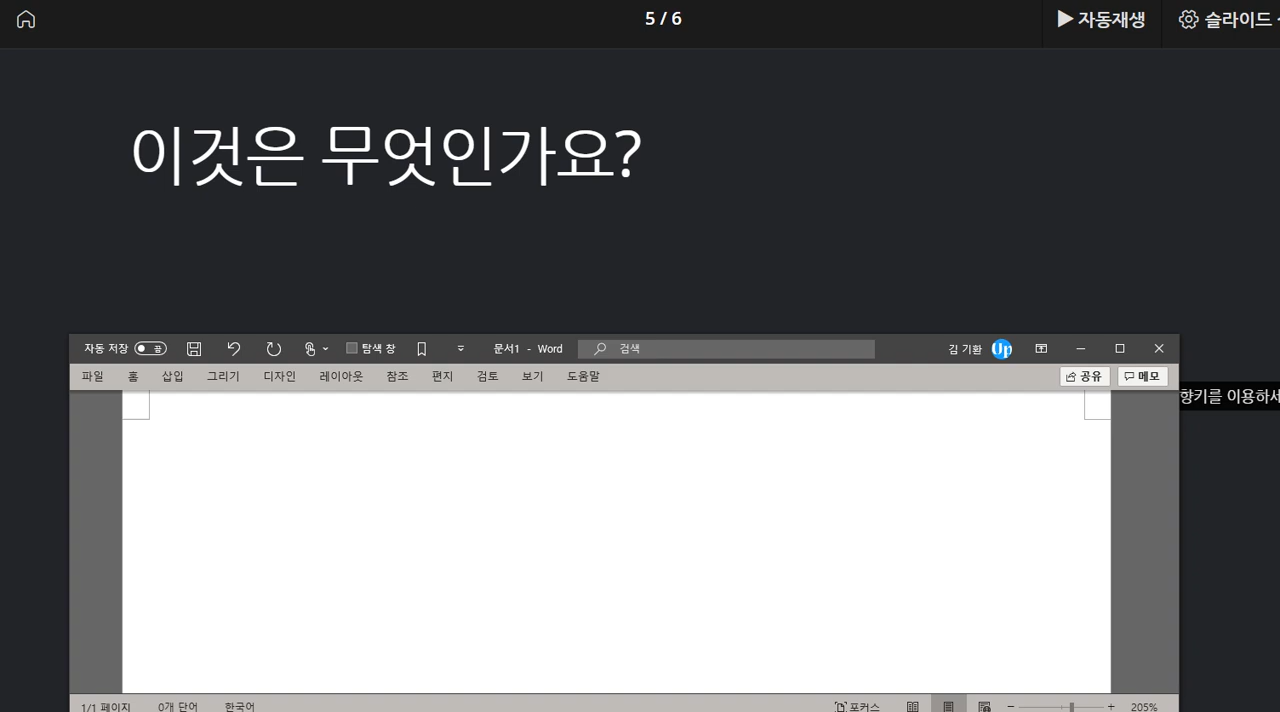 5 / 6
자동재생
슬라이드
이것은 무엇인가요?
자동 저장 끔
탐색 창
문서1 - Word
검색
김 기환
Up
파일 홈 삽입 그리기 디자인 레이아웃 참조 편지 검토 보기 도움말
공유 메모
향키를 이용하세
1/1 페이지 0개 단어 한국어
포커스
205%